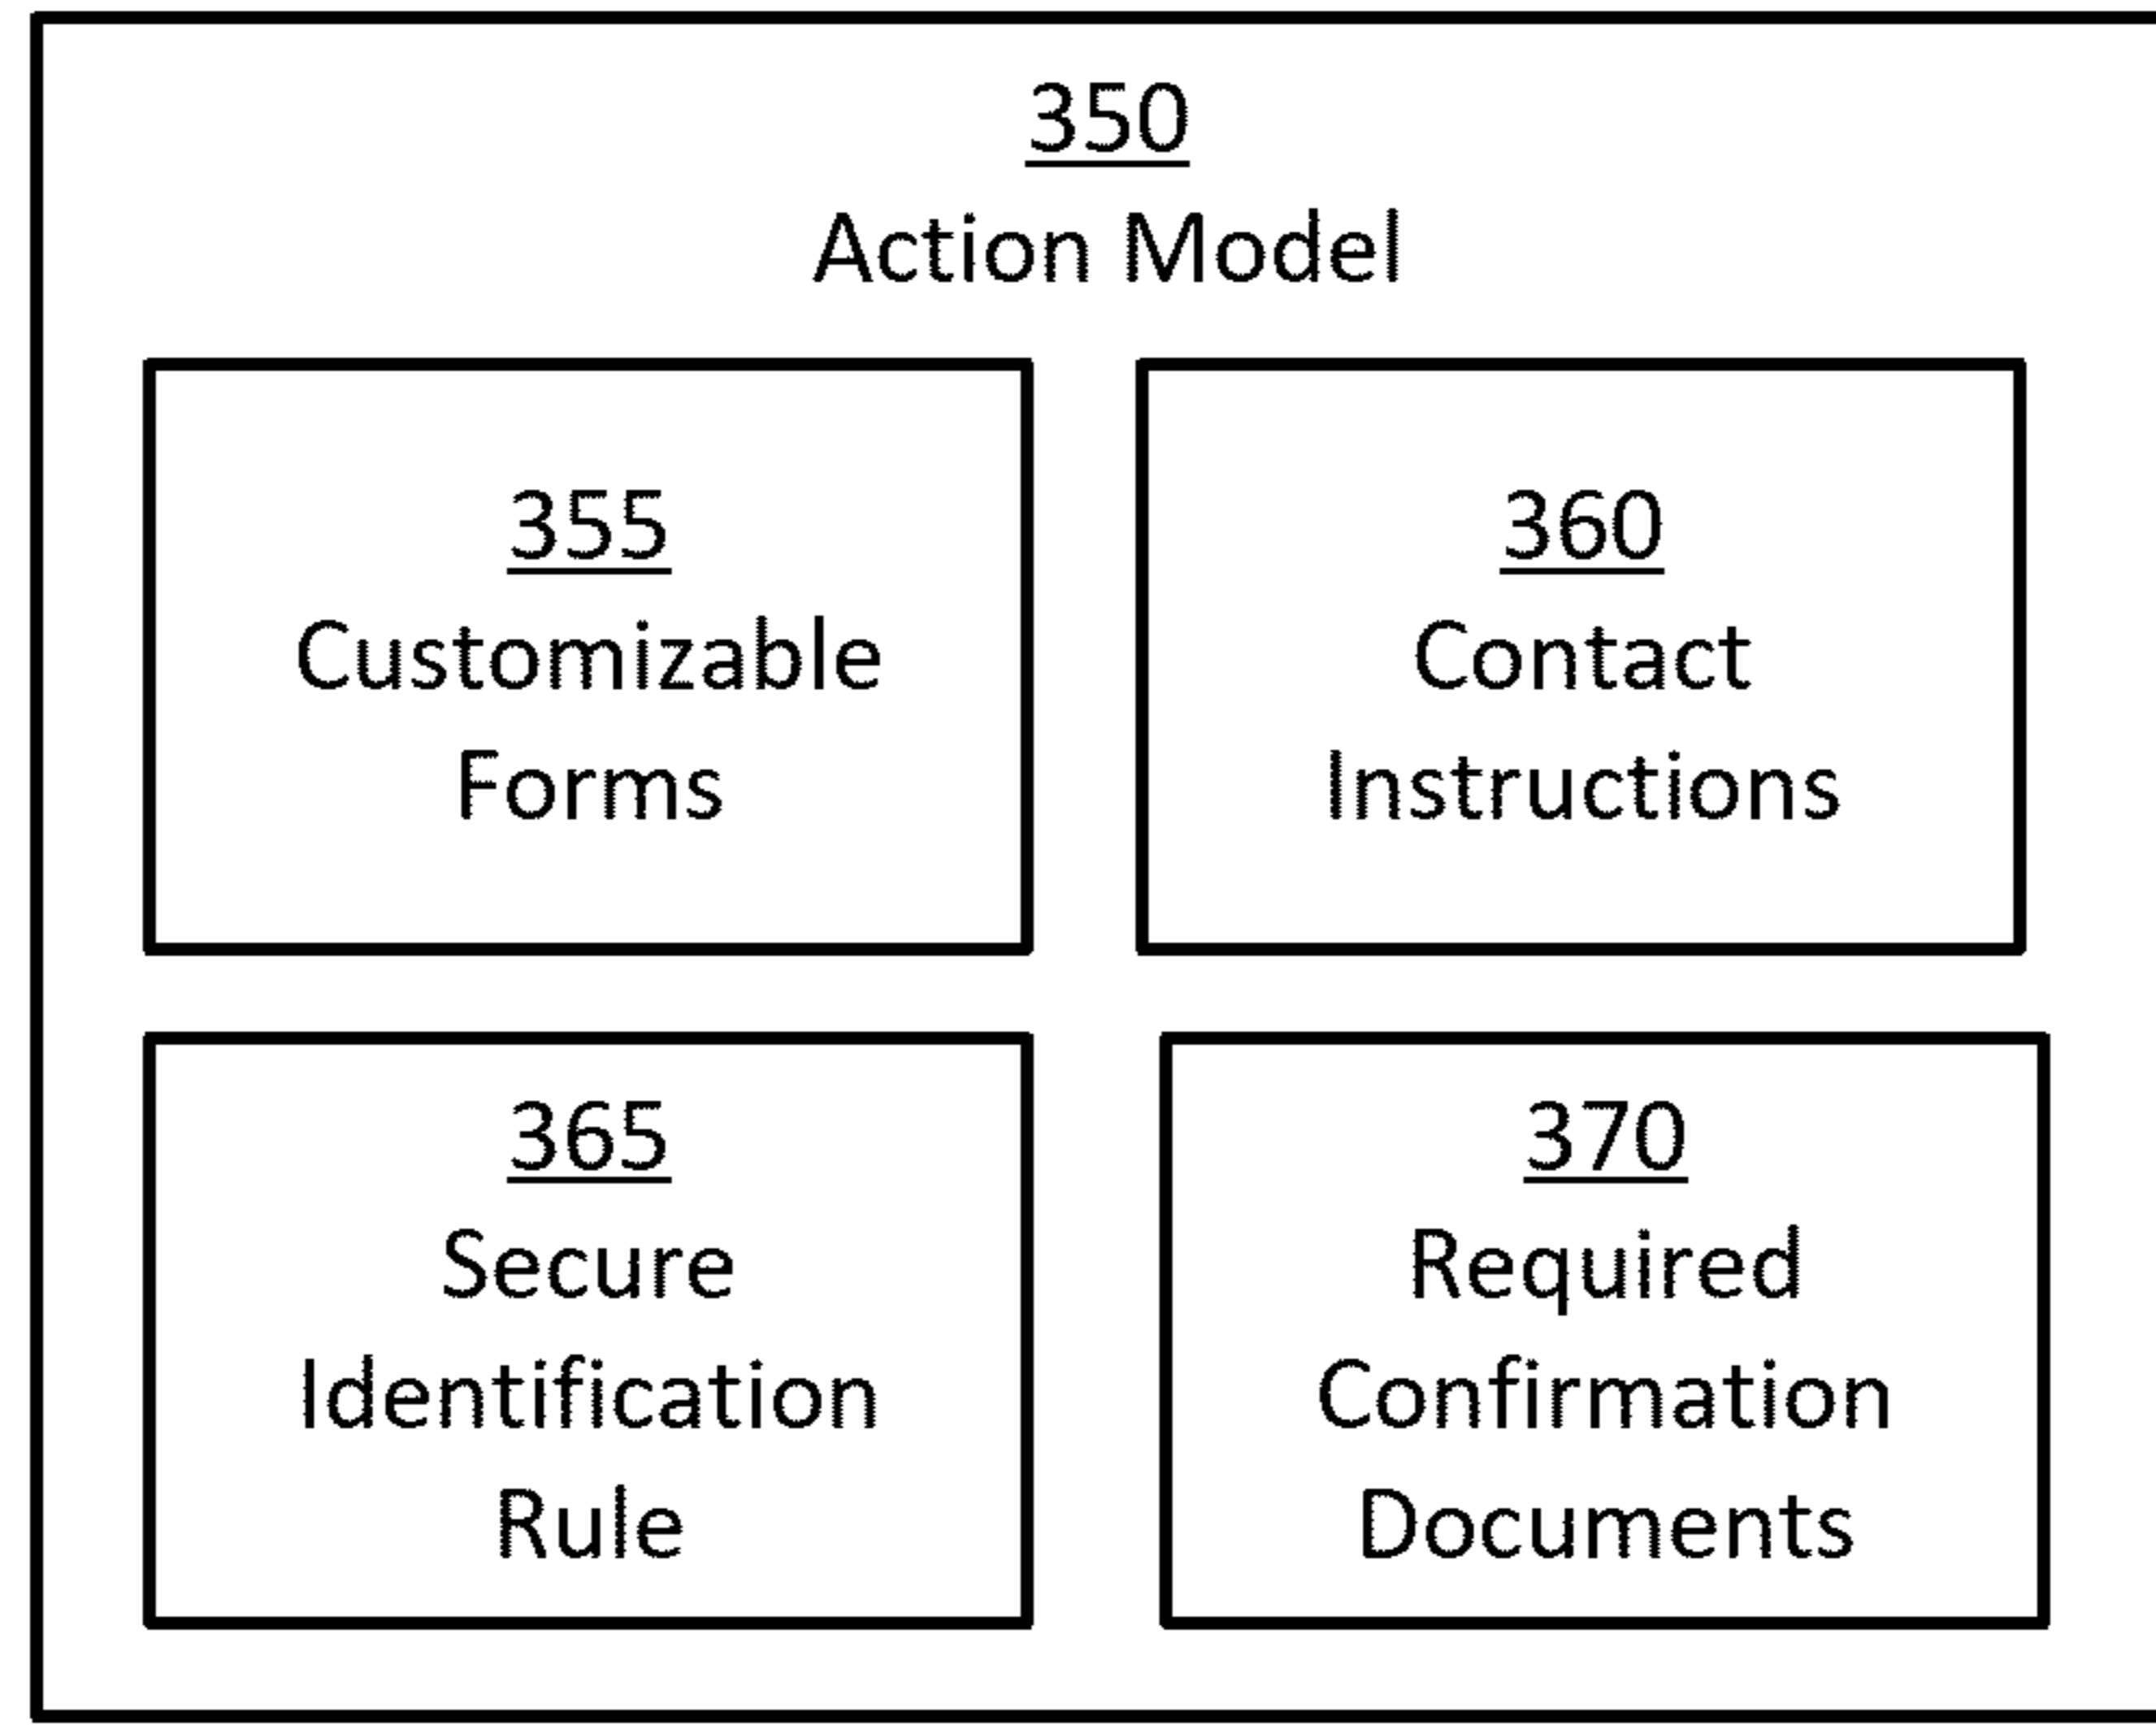 350
Action Model
355
Customizable
Forms
360
Contact
Instructions
365
Secure
Identification
Rule
370
Required
Confirmation
Documents